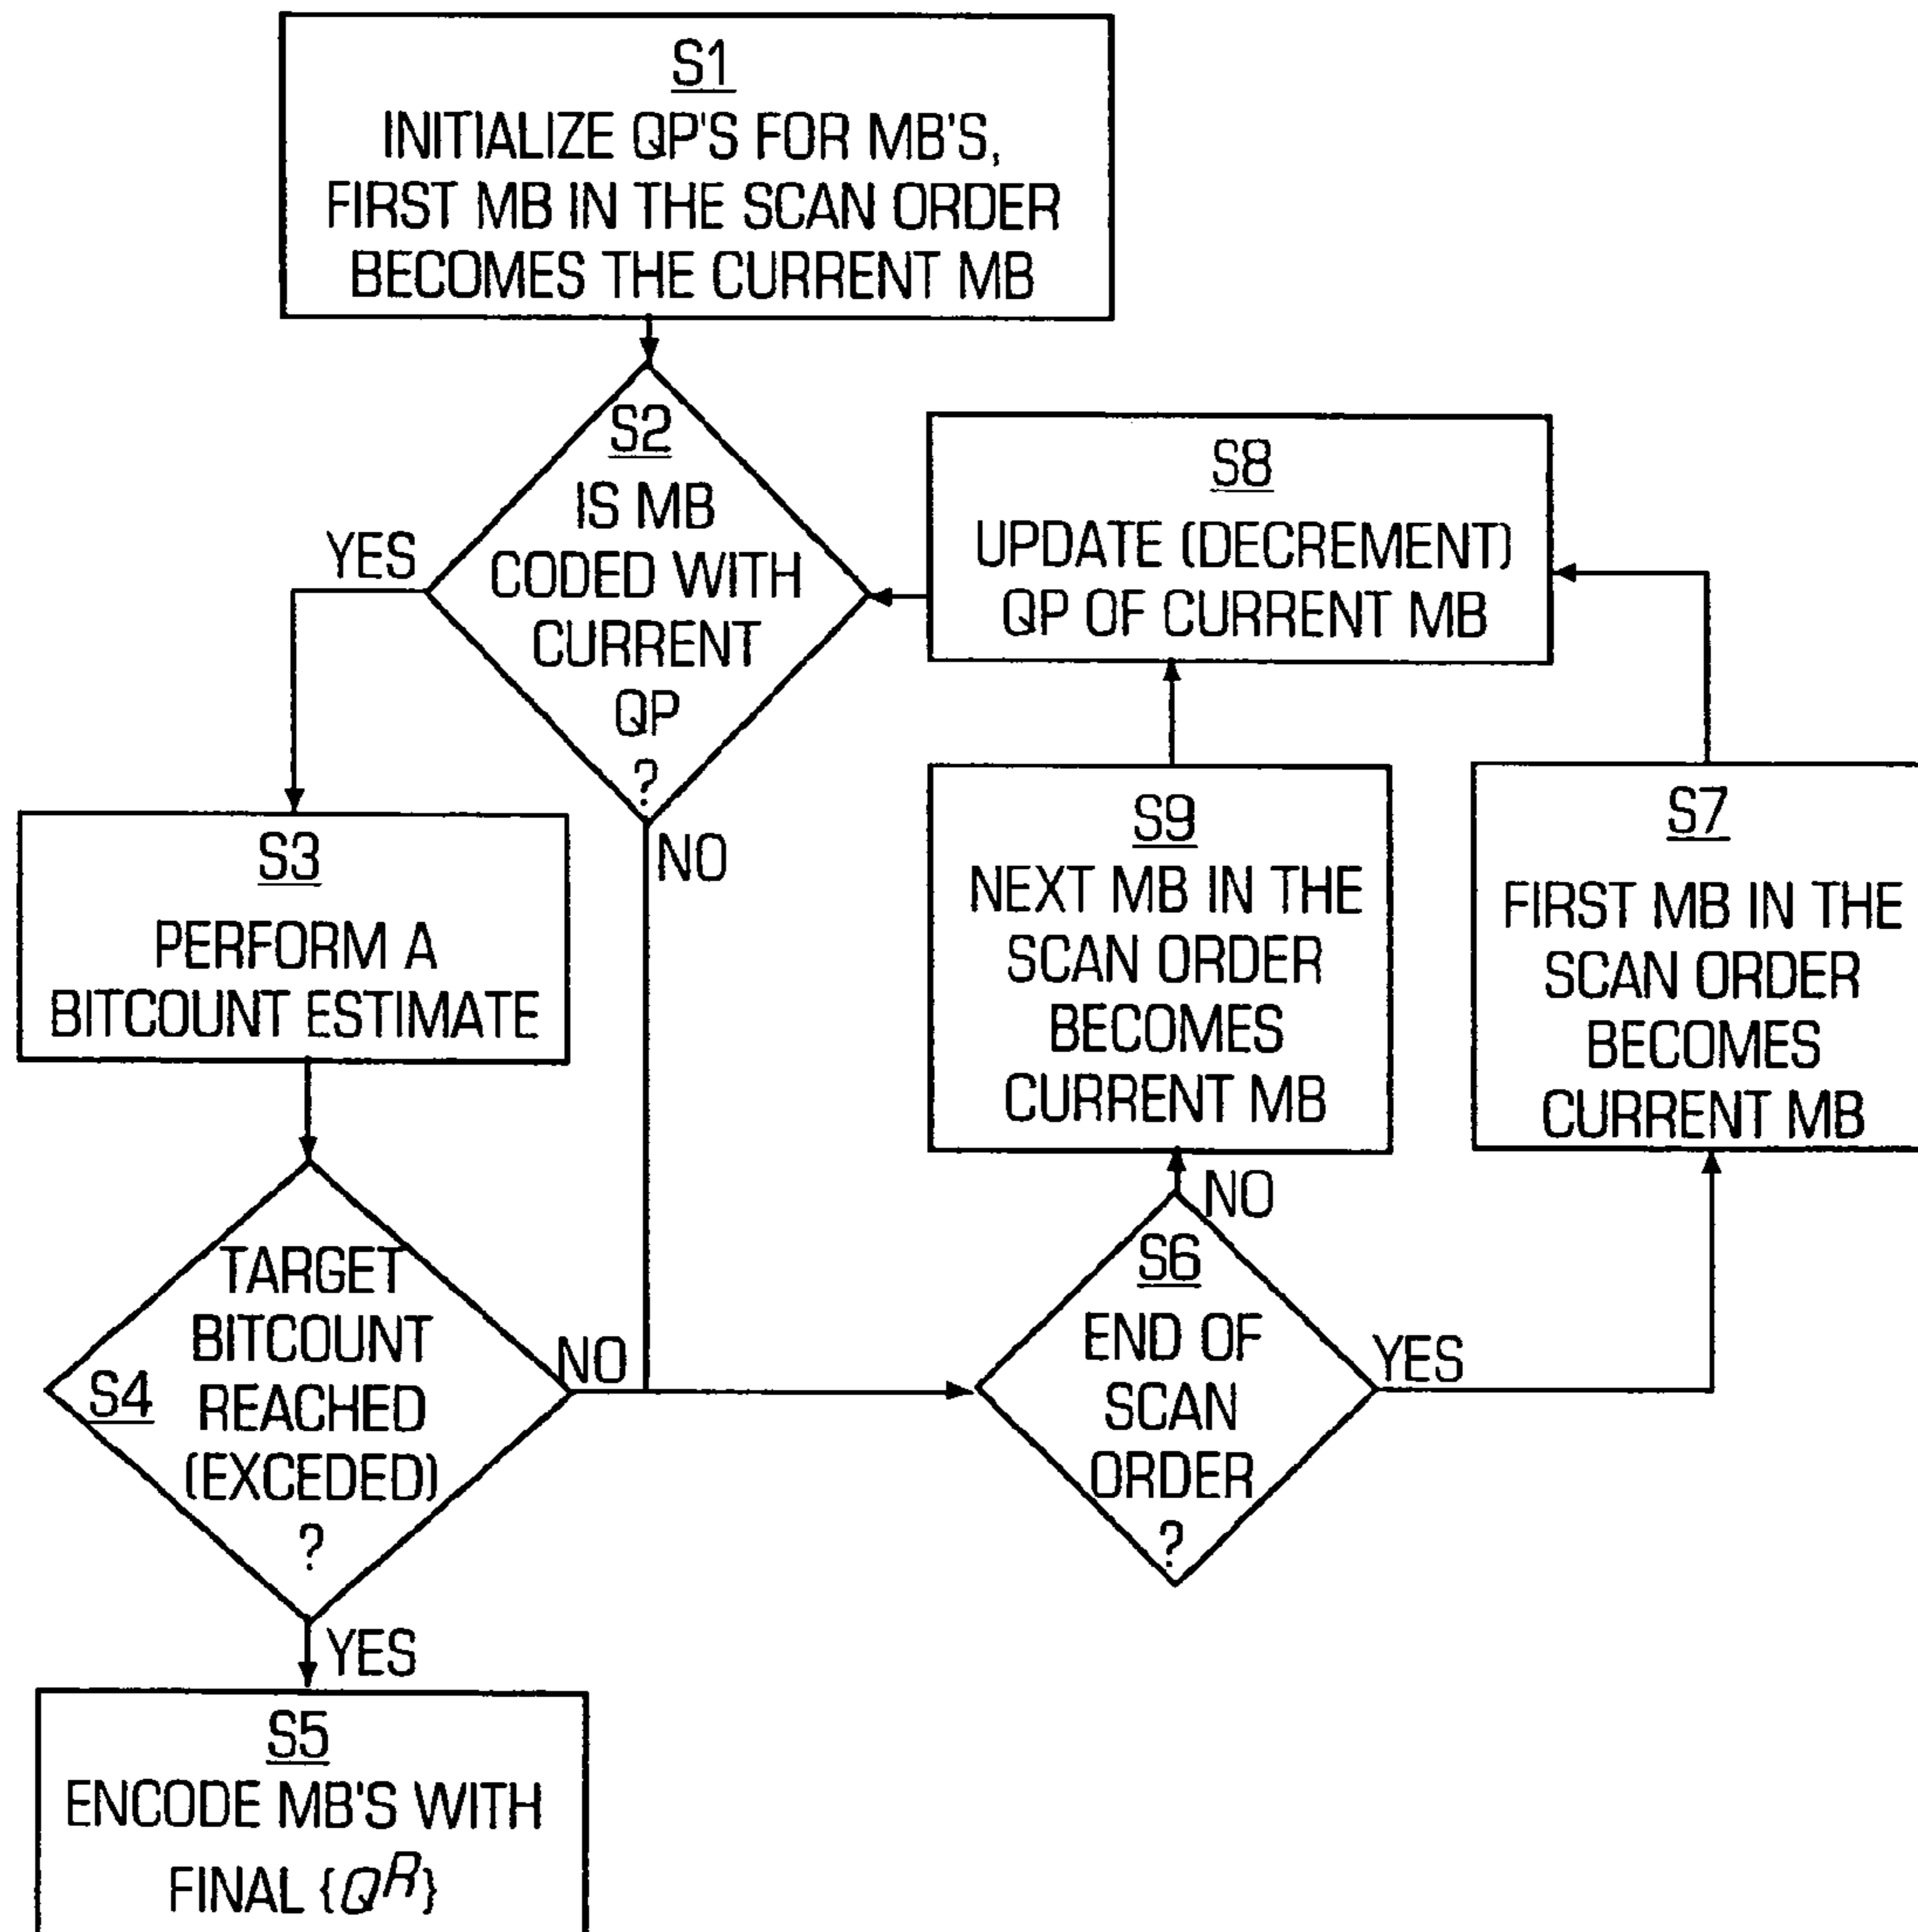 S1
INITIALIZE QP'S FOR MB'S,
FIRST MB IN THE SCAN ORDER
BECOMES THE CURRENT MB
S2
IS MB
CODED WITH
CURRENT
QP
?
YES
NO
S8
UPDATE (DECREMENT)
QP OF CURRENT MB
S3
PERFORM A
BITCOUNT ESTIMATE
S9
NEXT MB IN THE
SCAN ORDER
BECOMES
CURRENT MB
S7
FIRST MB IN THE
SCAN ORDER
BECOMES
CURRENT MB
S4
TARGET
BITCOUNT
REACHED
(EXCEDED)
?
NO
YES
S6
END OF
SCAN
ORDER
?
NO
YES
S5
ENCODE MB'S WITH
FINAL {Q^R}